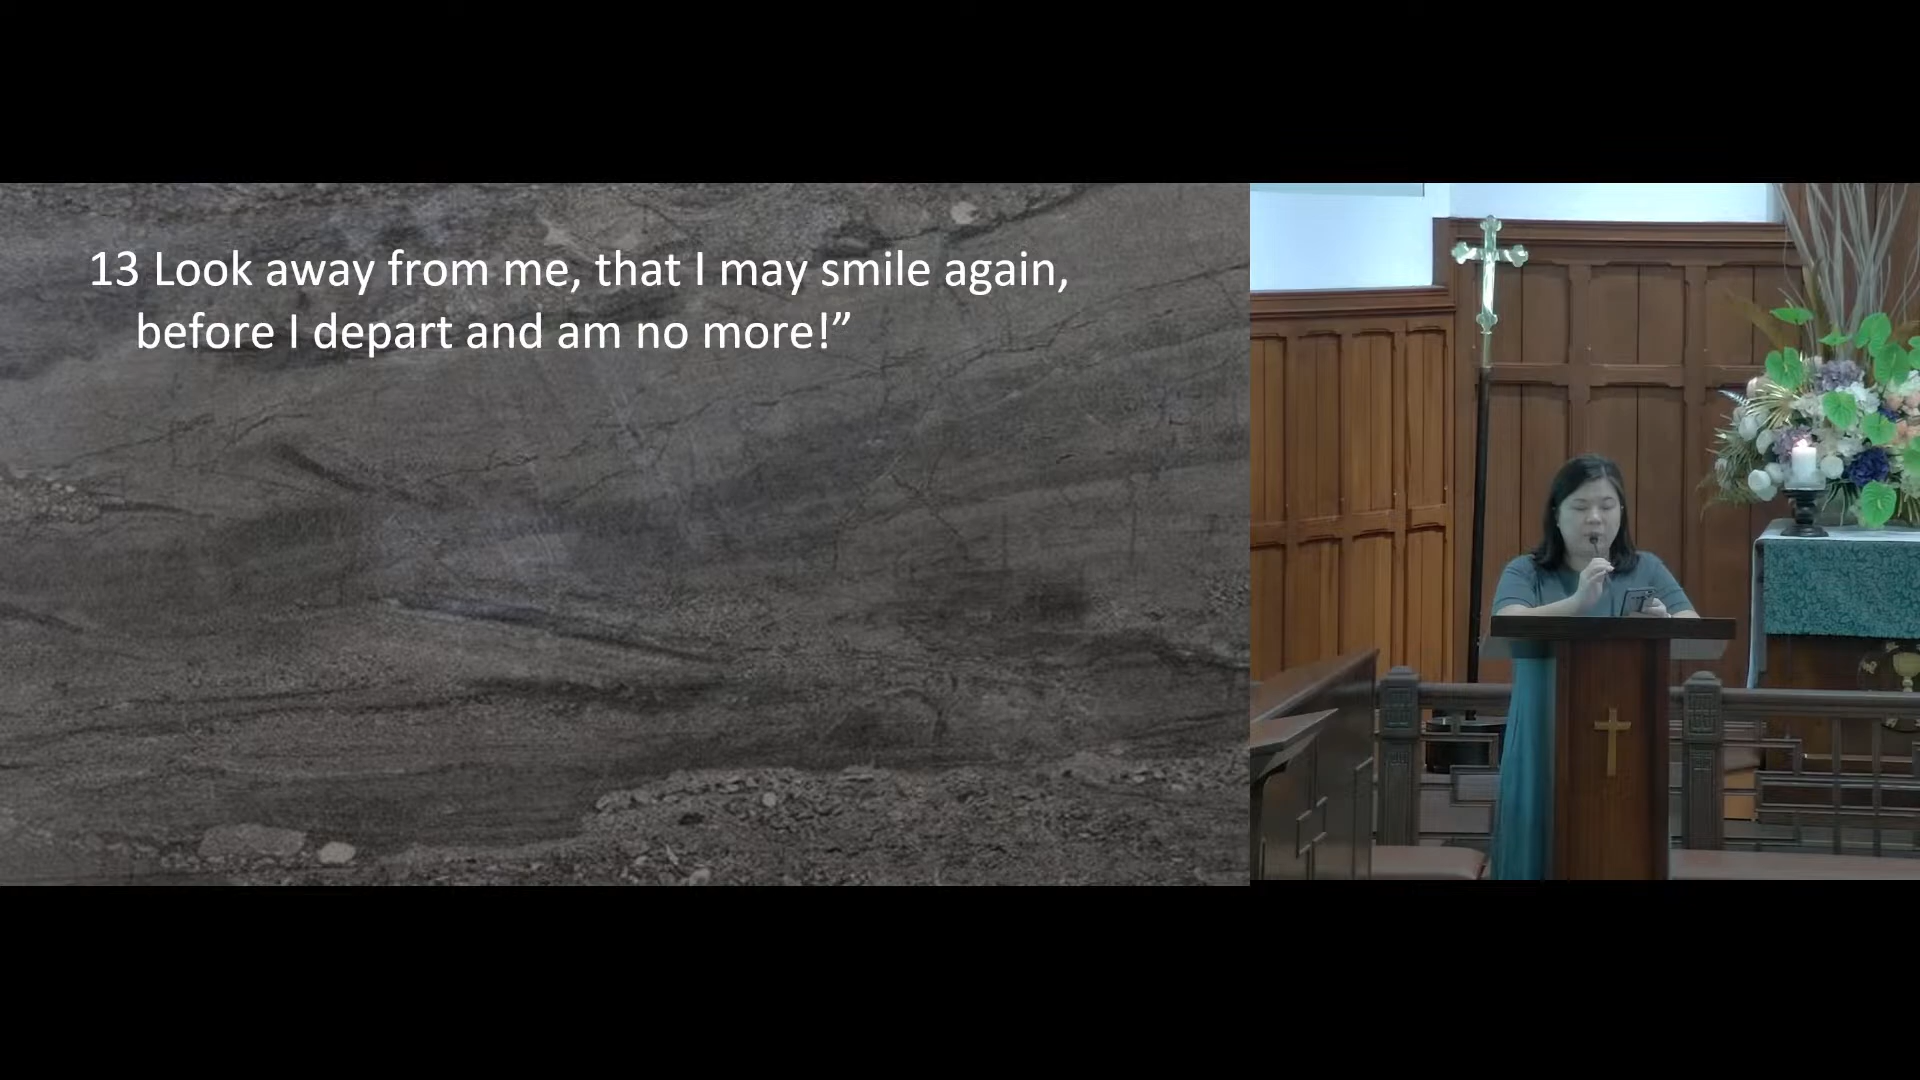 13 Look away from me, that I may smile again,
before I depart and am no more!”